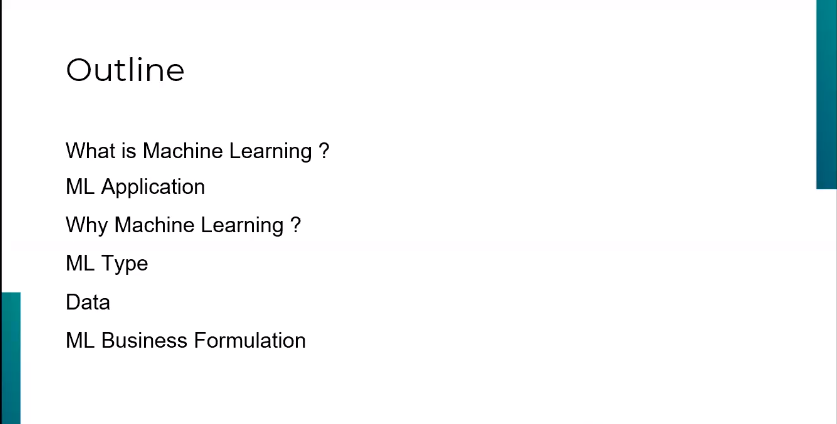 Outline
What is Machine Learning ?
ML Application
Why Machine Learning ?
ML Type
Data
ML Business Formulation